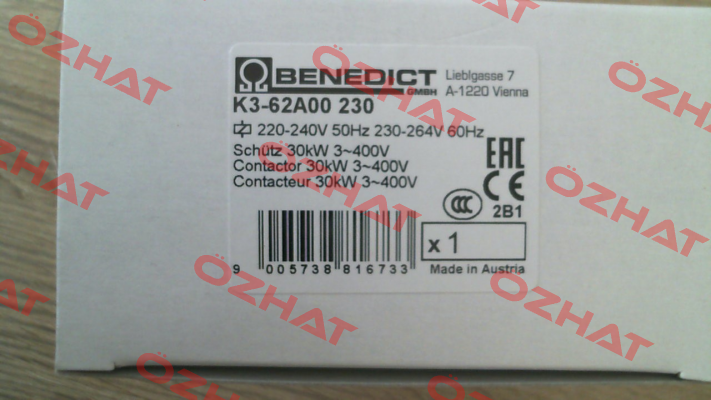 BENEDICT GMBH
Lieblgasse 7
A-1220 Vienna
K3-62A00 230
220-240V 50Hz 230-264V 60Hz
Schütz 30kW 3~400V
Contactor 30kW 3~400V
Contacteur 30kW 3~400V
EAC
CCC
CE
2B1
x 1
9 005738 816733
Made in Austria
ÖZHAT
ÖZHAT
ÖZHAT
ÖZHAT
ÖZHAT
ÖZHAT
ÖZHAT
ÖZHAT
ÖZHAT